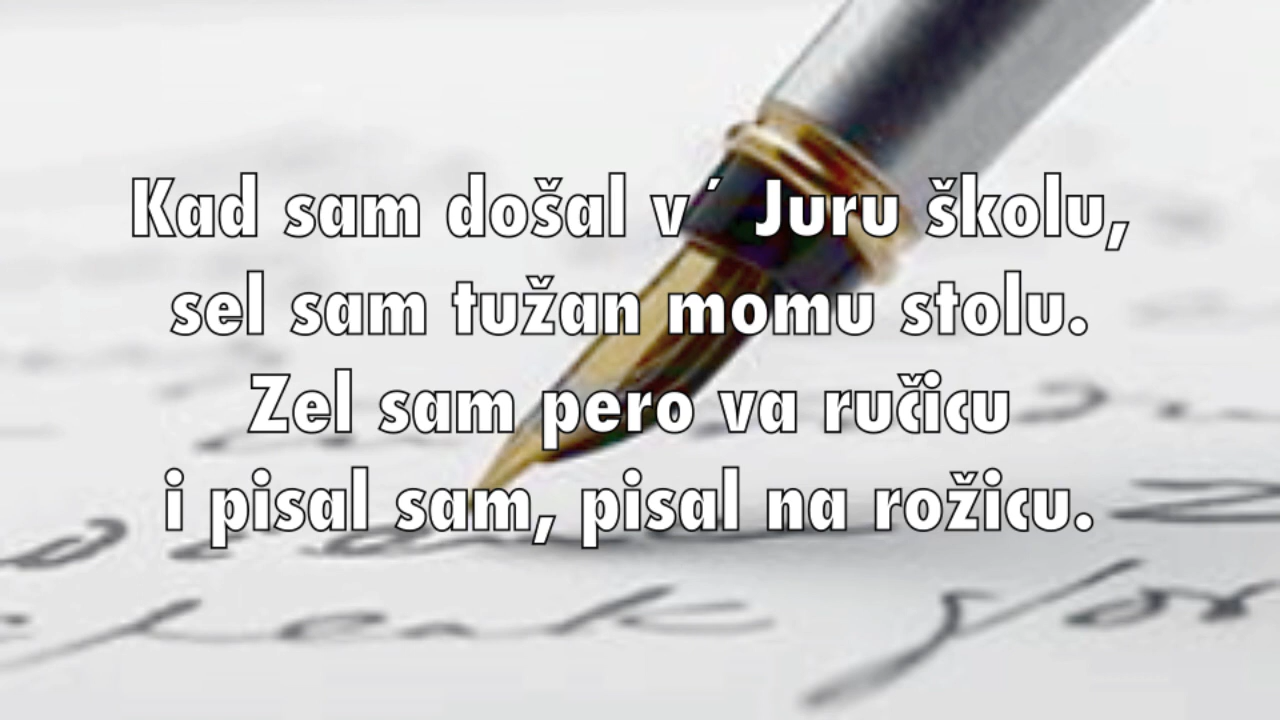 Kad sam došal v´ Juru školu,
sel sam tužan momu stolu.
Zel sam pero va ručicu
i pisal sam, pisal na rožicu.